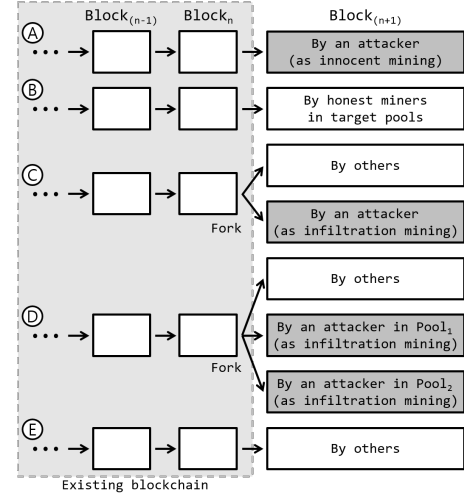 Block(n-1) Blockn Block(n+1)
A
By an attacker
(as innocent mining)
B
By honest miners
in target pools
C
By others
Fork
By an attacker
(as infiltration mining)
D
By others
By an attacker in Pool1
(as infiltration mining)
Fork
By an attacker in Pool2
(as infiltration mining)
E
By others
Existing blockchain